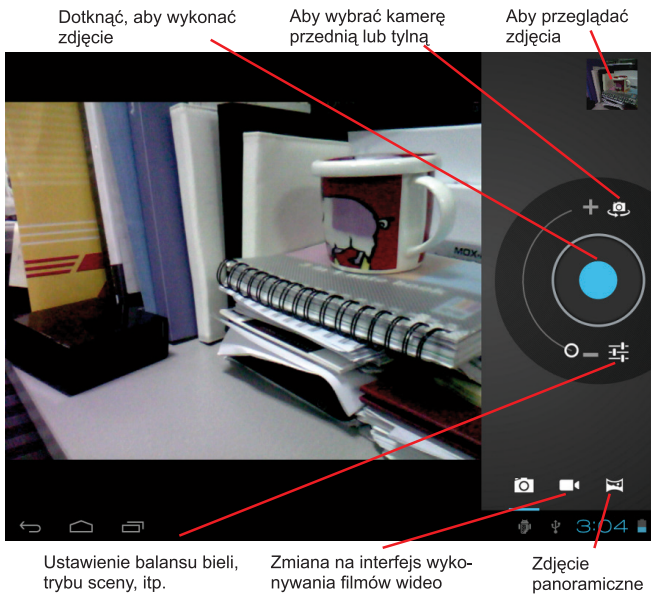 Dotknąć, aby wykonać
zdjęcie
Aby wybrać kamerę
przednią lub tylną
Aby przeglądać
zdjęcia
MOX
3:04
Ustawienie balansu bieli,
trybu sceny, itp.
Zmiana na interfejs wyko-
nywania filmów wideo
Zdjęcie
panoramiczne